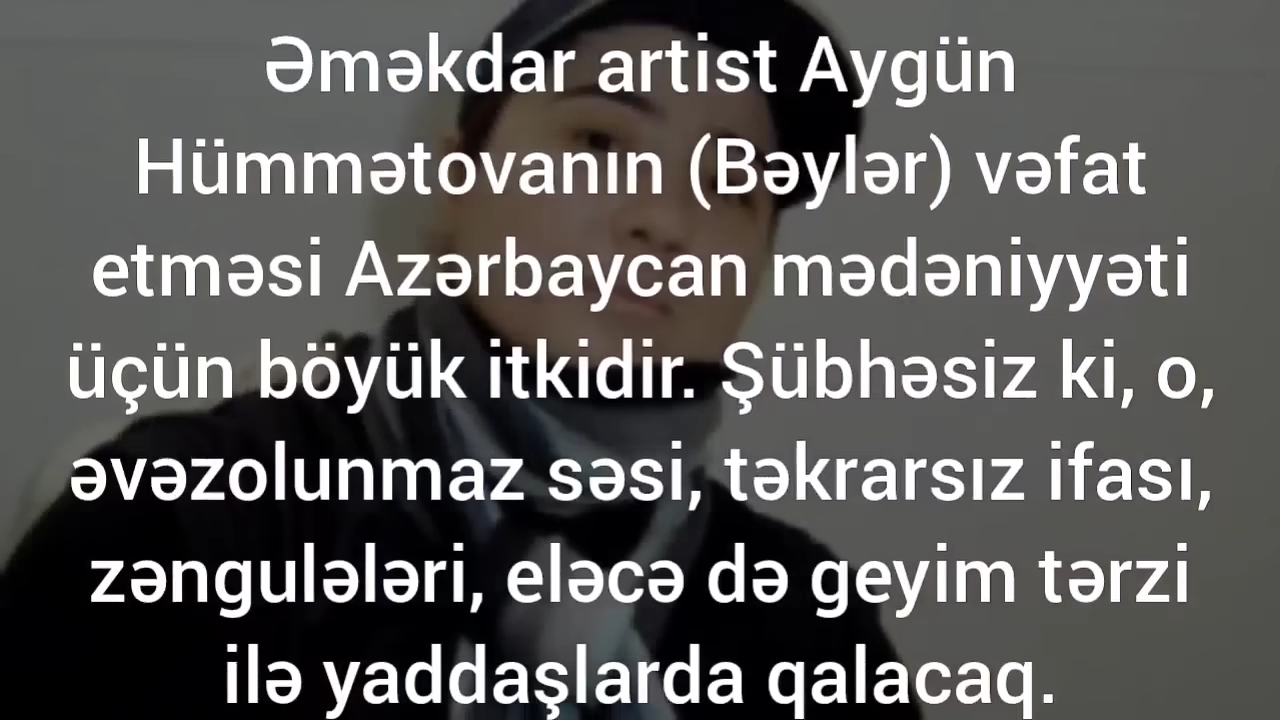 Əməkdar artist Aygün
Hümmətovanın (Bəylər) vəfat
etməsi Azərbaycan mədəniyyəti
üçün böyük itkidir. Şübhəsiz ki, o,
əvəzolunmaz səsi, təkrarsız ifası,
zəngulələri, eləcə də geyim tərzi
ilə yaddaşlarda qalacaq.